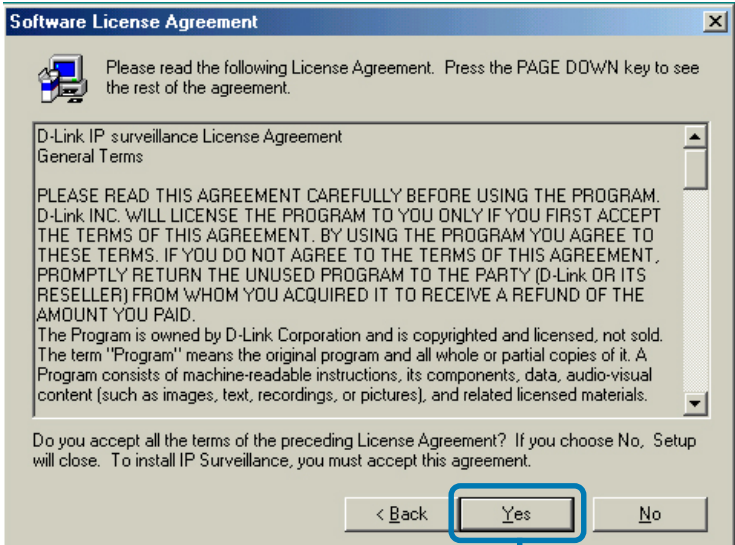 Software License Agreement
Please read the following License Agreement. Press the PAGE DOWN key to see
the rest of the agreement.
D-Link IP surveillance License Agreement
General Terms
PLEASE READ THIS AGREEMENT CAREFULLY BEFORE USING THE PROGRAM.
D-Link INC. WILL LICENSE THE PROGRAM TO YOU ONLY IF YOU FIRST ACCEPT
THE TERMS OF THIS AGREEMENT. BY USING THE PROGRAM YOU AGREE TO
THESE TERMS. IF YOU DO NOT AGREE TO THE TERMS OF THIS AGREEMENT,
PROMPTLY RETURN THE UNUSED PROGRAM TO THE PARTY (D-Link OR ITS
RESELLER) FROM WHOM YOU ACQUIRED IT TO RECEIVE A REFUND OF THE
AMOUNT YOU PAID.
The Program is owned by D-Link Corporation and is copyrighted and licensed, not sold.
The term "Program" means the original program and all whole or partial copies of it. A
Program consists of machine-readable instructions, its components, data, audio-visual
content (such as images, text, recordings, or pictures), and related licensed materials.
Do you accept all the terms of the preceding License Agreement? If you choose No, Setup
will close. To install IP Surveillance, you must accept this agreement.
< Back Yes No